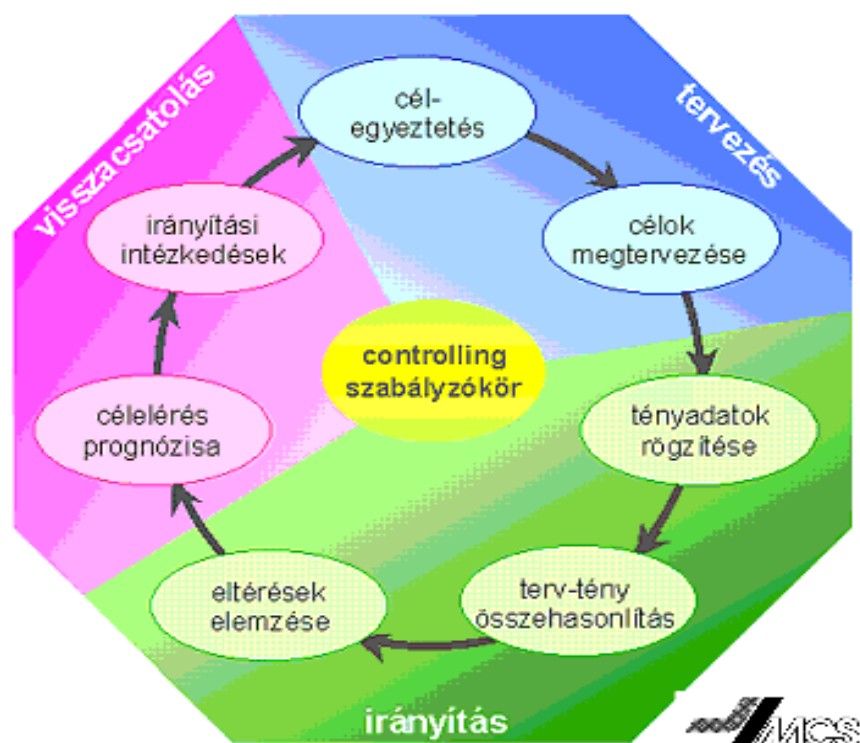 visszacsatolás
tervezés
cél-
egyeztetés
célok
megtervezése
irányítási
intézkedések
controlling
szabályzókör
célelérés
prognózisa
tényadatok
rögzítése
eltérések
elemzése
terv-tény
összehasonlítás
irányítás
MCS